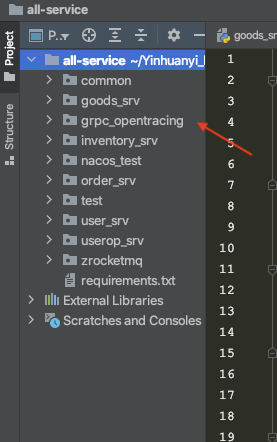 all-service
Project
Structure
P..
goods_sr
all-service ~/Yinhuanyi_
common
goods_srv
grpc_opentracing
inventory_srv
nacos_test
order_srv
test
user_srv
userop_srv
zrocketmq
requirements.txt
External Libraries
Scratches and Consoles
1
2
3
4
5
6
7
8
9
10
11
12
13
14
15
16
17
18
19